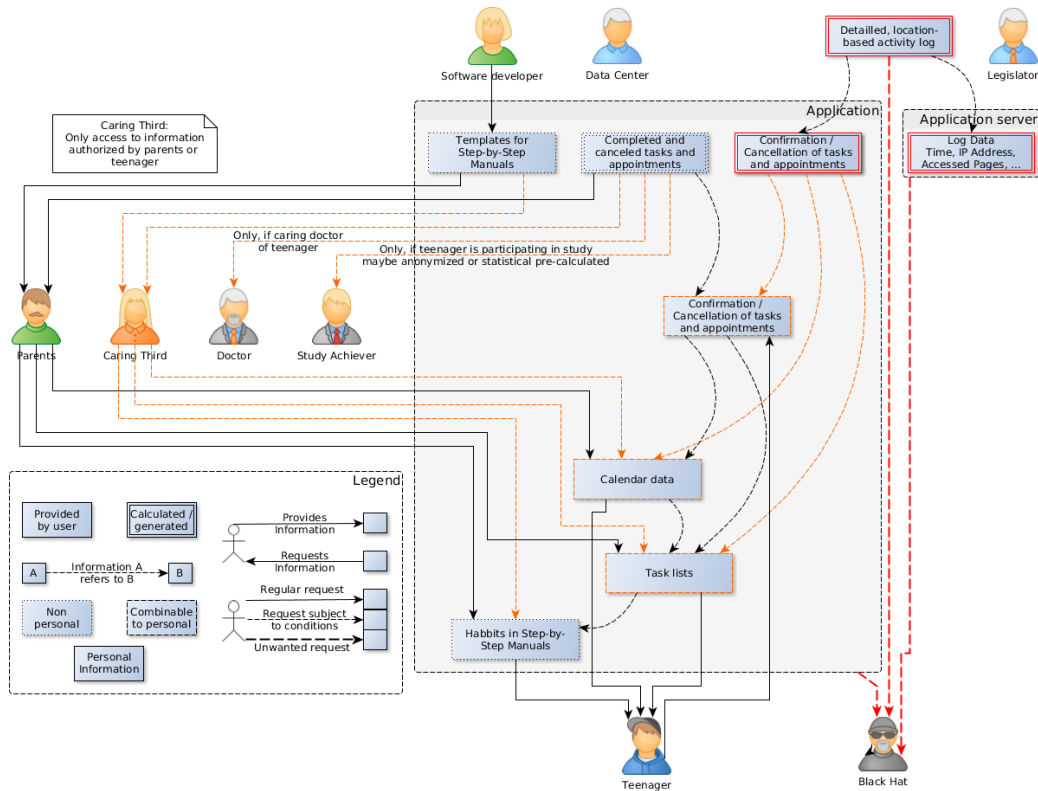 Detailled, location-
based activity log
Software developer
Data Center
Legislator
Application
Application server
Caring Third:
Only access to information
authorized by parents or
teenager
Templates for
Step-by-Step
Manuals
Completed and
canceled tasks and
appointments
Confirmation /
Cancellation of tasks
and appointments
Log Data
Time, IP Address,
Accessed Pages, ...
Only, if caring doctor
of teenager
Only, if teenager is participating in study
maybe anonymized or statistical pre-calculated
Confirmation /
Cancellation of tasks
and appointments
Parents
Caring Third
Doctor
Study Achiever
Calendar data
Legend
Provided
by user
Calculated /
generated
Provides
Information
Requests
Information
A
Information A
refers to B
B
Task lists
Regular request
Request subject
to conditions
Unwanted request
Non
personal
Combinable
to personal
Personal
Information
Habbits in Step-by-
Step Manuals
Teenager
Black Hat